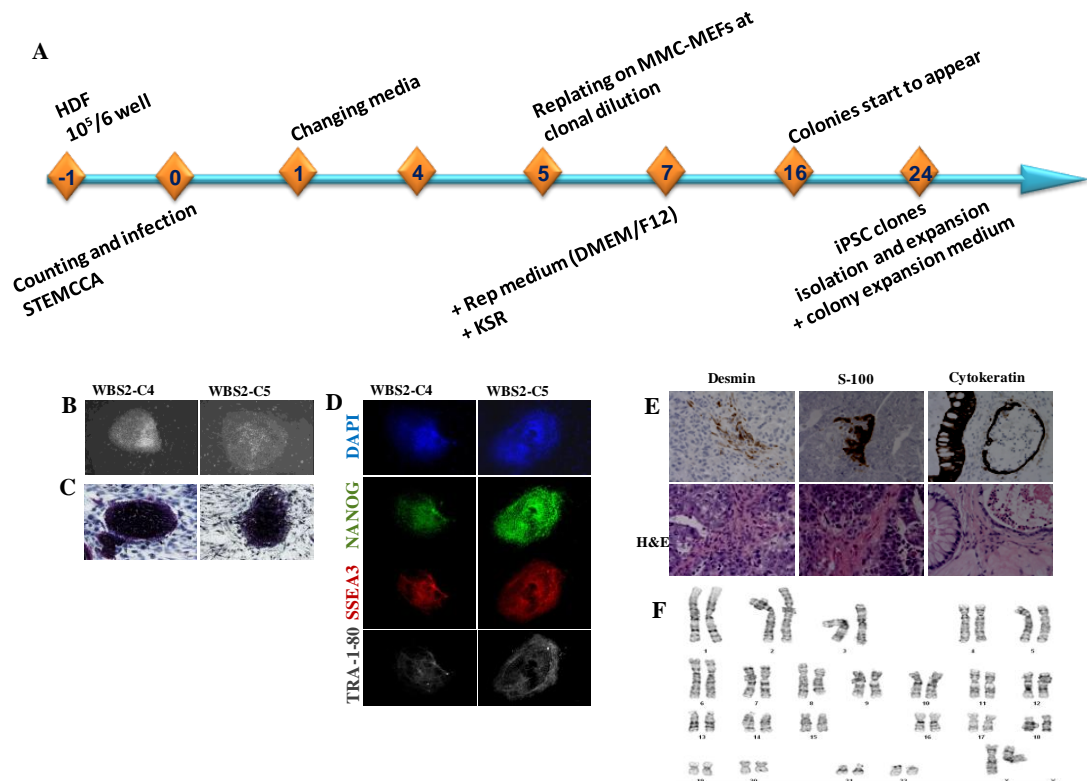 A
HDF
10⁵/6 well
Changing media
Replating on MMC-MEFs at
clonal dilution
Colonies start to appear
-1
0
1
4
5
7
16
24
Counting and infection
STEMCCA
+ Rep medium (DMEM/F12)
+ KSR
iPSC clones
isolation and expansion
+ colony expansion medium
B
WBS2-C4
WBS2-C5
C
D
WBS2-C4
WBS2-C5
DAPI
NANOG
SSEA3
TRA-1-80
E
Desmin
S-100
Cytokeratin
H&E
F
1
2
3
4
5
6
7
8
9
10
11
12
13
14
15
16
17
18